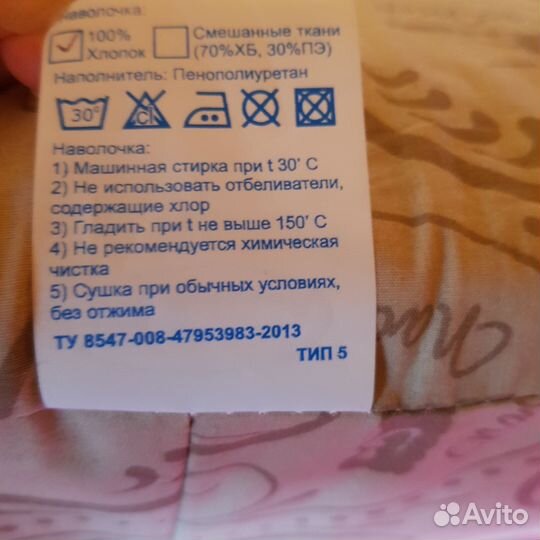 Наволочка:
100% Хлопок
Смешанные ткани
(70%ХБ, 30%ПЭ)
Наполнитель: Пенополиуретан
30° Cl
Наволочка:
1) Машинная стирка при t 30' С
2) Не использовать отбеливатели,
содержащие хлор
3) Гладить при t не выше 150' С
4) Не рекомендуется химическая
чистка
5) Сушка при обычных условиях,
без отжима
ТУ 8547-008-47953983-2013
ТИП 5
Avito